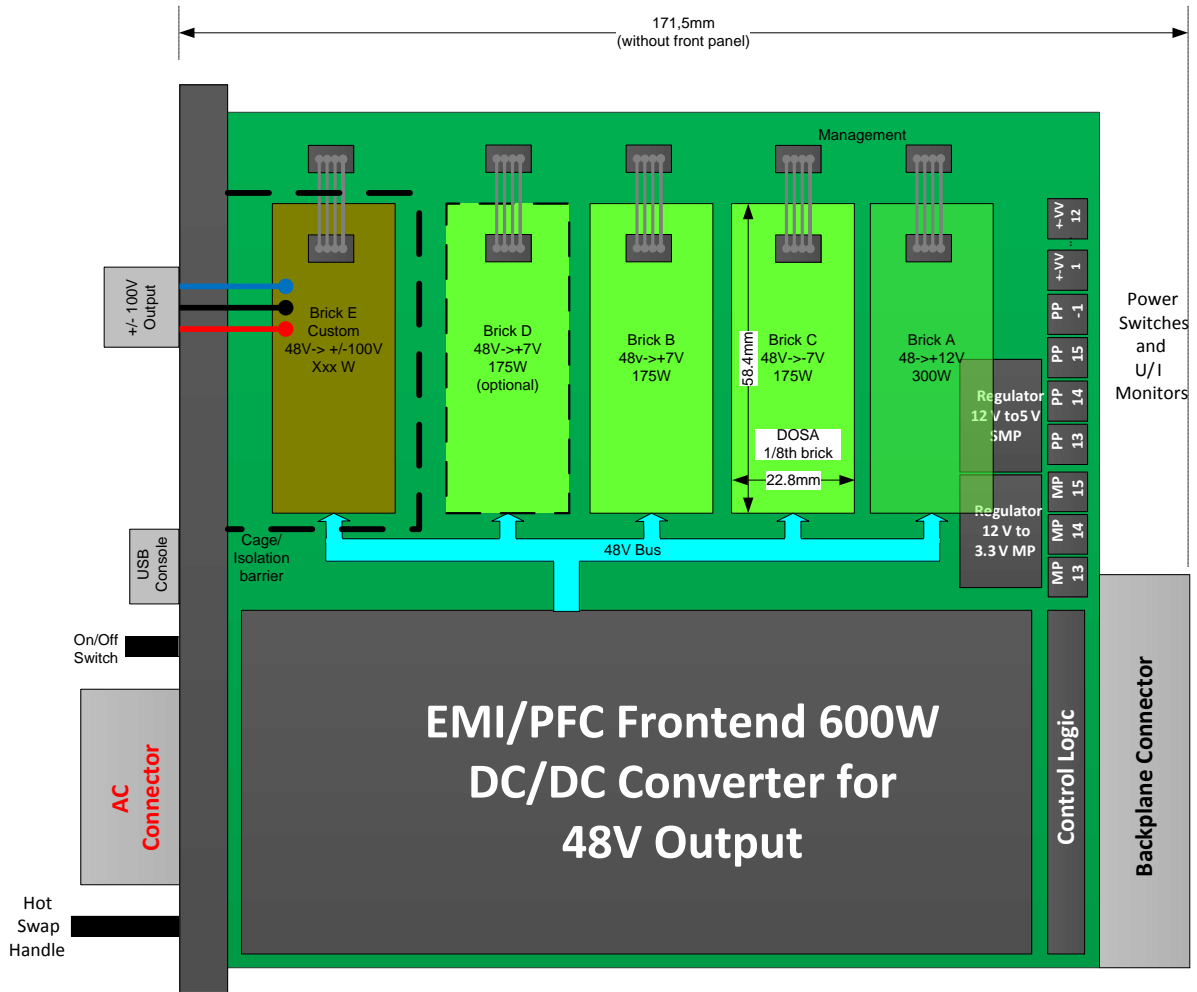 171,5mm
(without front panel)
Management
+/- 100V
Output
Brick E
Custom
48V-> +/-100V
Xxx W
Brick D
48V->+7V
175W
(optional)
Brick B
48v->+7V
175W
58.4mm
Brick C
48V->-7V
175W
DOSA
1/8th brick
22.8mm
Brick A
48->+12V
300W
Regulator
12 V to5 V
SMP
Regulator
12 V to
3.3 V MP
+-VV
12
...
+-VV
1
PP
-1
PP
15
PP
14
PP
13
MP
15
MP
14
MP
13
Power
Switches
and
U/I
Monitors
USB
Console
Cage/
Isolation
barrier
48V Bus
On/Off
Switch
AC
Connector
Hot
Swap
Handle
EMI/PFC Frontend 600W
DC/DC Converter for
48V Output
Control Logic
Backplane Connector